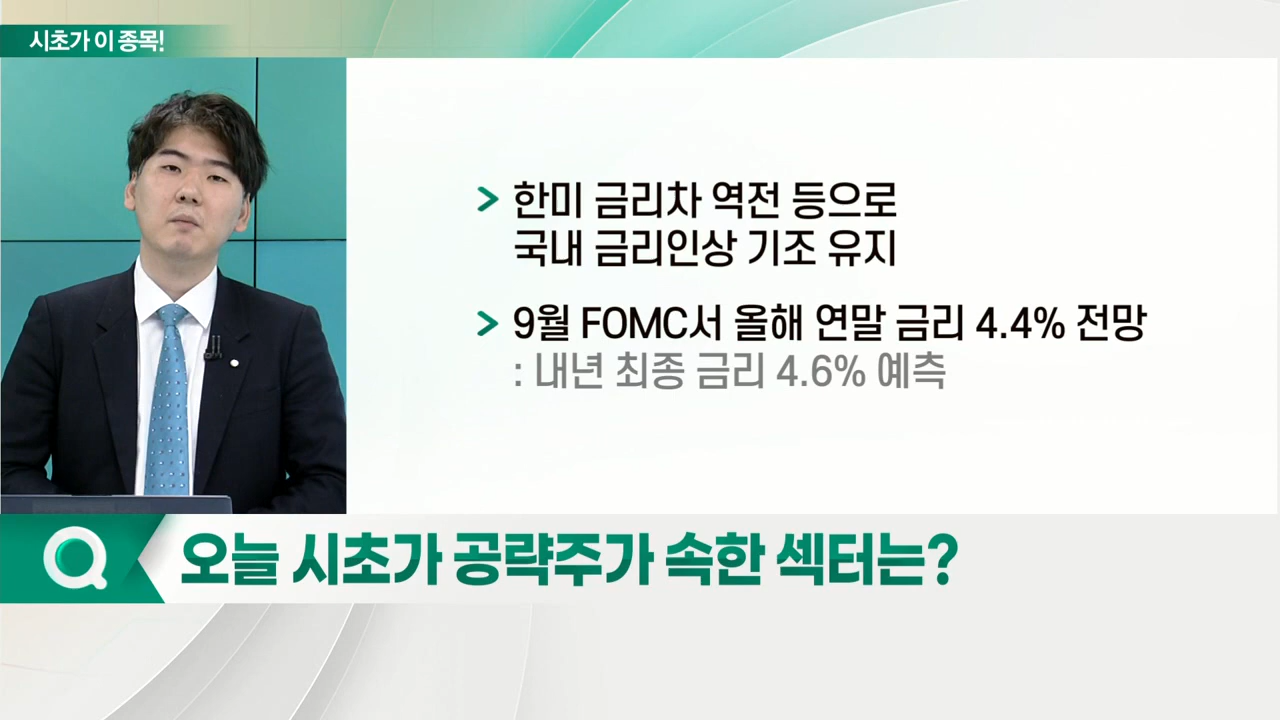 시초가 이 종목!
> 한미 금리차 역전 등으로
국내 금리인상 기조 유지
> 9월 FOMC서 올해 연말 금리 4.4% 전망
: 내년 최종 금리 4.6% 예측
Q 오늘 시초가 공략주가 속한 섹터는?